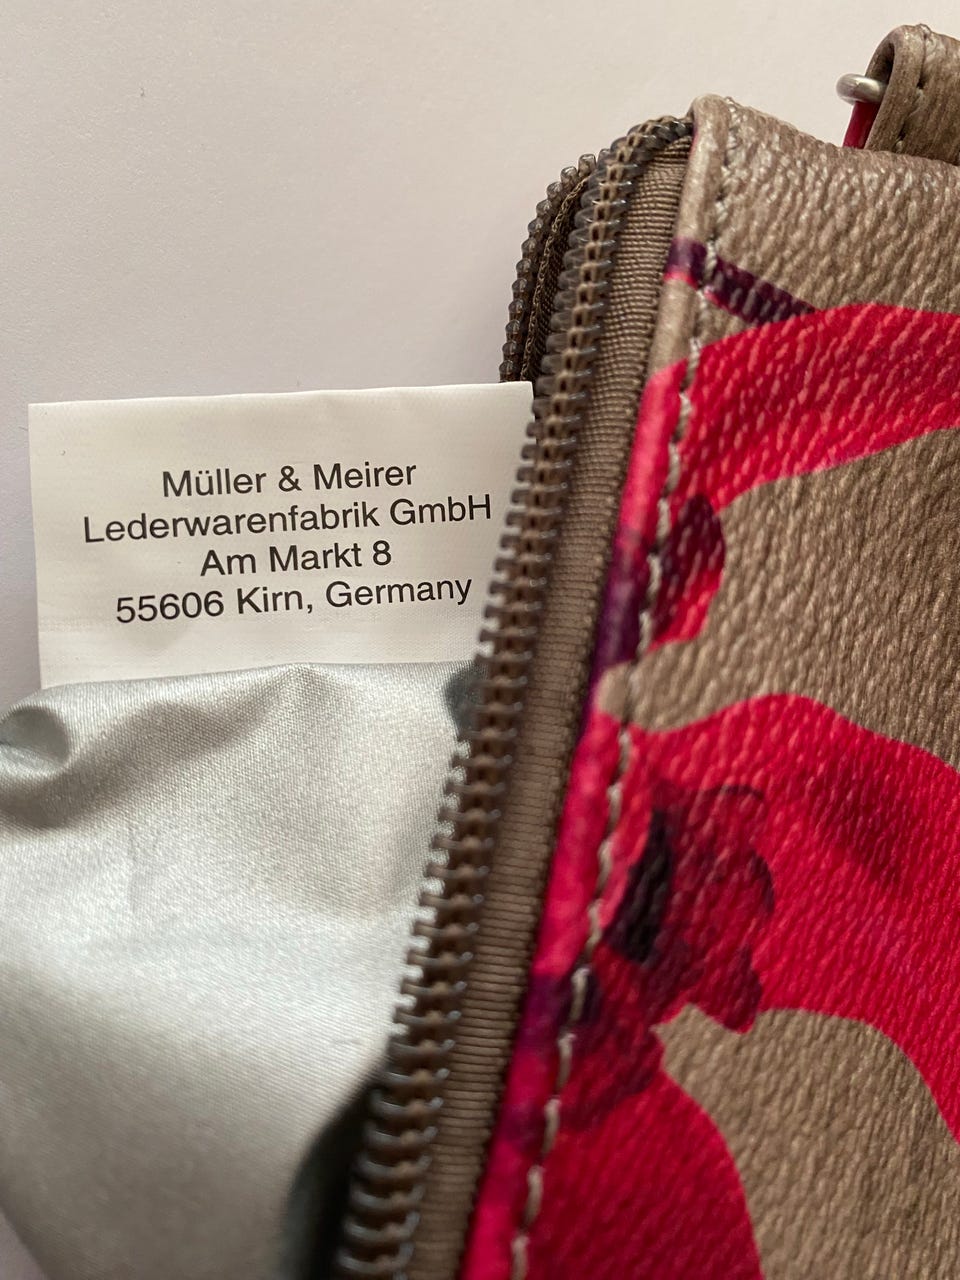 Müller & Meirer
Lederwarenfabrik GmbH
Am Markt 8
55606 Kirn, Germany